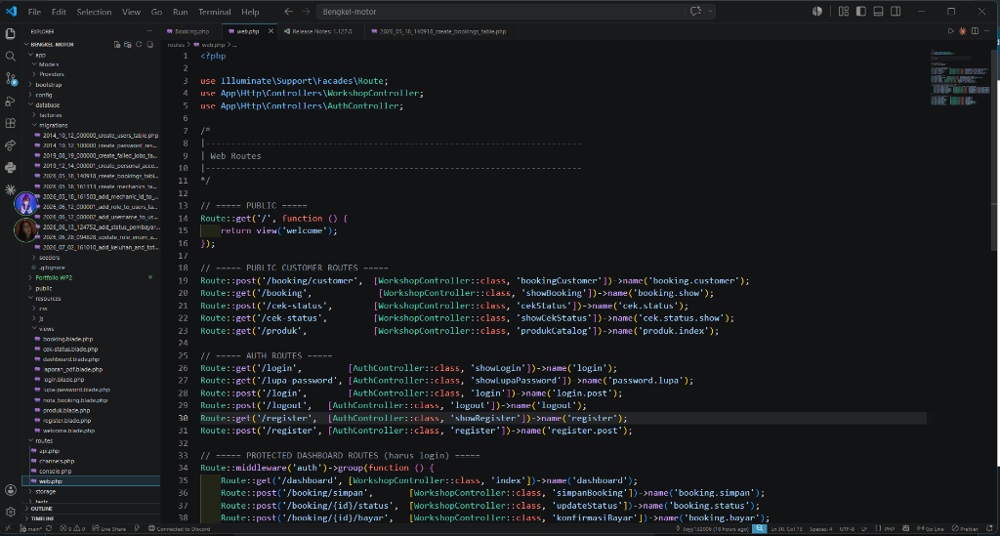 File Edit Selection View Go Run Terminal Help
Bengkel-motor
EXPLORER
BENGKEL-MOTOR
app
Models
Providers
bootstrap
config
database
factories
migrations
2014_10_12_000000_create_users_table.php
2014_10_12_100000_create_password_res...
2019_08_19_000000_create_failed_jobs_ta...
2019_12_14_000001_create_personal_acce...
2026_05_16_140916_create_bookings_tabl...
2026_05_16_161113_create_mechanics_ta...
2026_05_16_161503_add_mechanic_id_to_...
2026_06_12_000001_add_role_to_users_ta...
2026_06_12_000002_add_username_to_us...
2026_06_13_124752_add_status_pembayar...
2026_06_28_094828_update_role_enum_a...
2026_07_02_161010_add_keluhan_and_tot...
seeders
.gitignore
Portfolio WP2
public
resources
css
js
views
booking.blade.php
cek-status.blade.php
dashboard.blade.php
laporan_pdf.blade.php
login.blade.php
lupa-password.blade.php
nota_booking.blade.php
produk.blade.php
register.blade.php
welcome.blade.php
routes
api.php
channels.php
console.php
web.php
storage
tests
OUTLINE
TIMELINE
Booking.php
web.php
Release Notes: 1.127.0
2026_05_16_140916_create_bookings_table.php
routes > web.php > ...
1 <?php
2
3 use Illuminate\Support\Facades\Route;
4 use App\Http\Controllers\WorkshopController;
5 use App\Http\Controllers\AuthController;
6
7 /*
8 |--------------------------------------------------------------------------
9 | Web Routes
10 |--------------------------------------------------------------------------
11 */
12
13 // ===== PUBLIC =====
14 Route::get('/', function () {
15 return view('welcome');
16 });
17
18 // ===== PUBLIC CUSTOMER ROUTES =====
19 Route::post('/booking/customer', [WorkshopController::class, 'bookingCustomer'])->name('booking.customer');
20 Route::get('/booking', [WorkshopController::class, 'showBooking'])->name('booking.show');
21 Route::post('/cek-status', [WorkshopController::class, 'cekStatus'])->name('cek.status');
22 Route::get('/cek-status', [WorkshopController::class, 'showCekStatus'])->name('cek.status.show');
23 Route::get('/produk', [WorkshopController::class, 'produkCatalog'])->name('produk.index');
24
25 // ===== AUTH ROUTES =====
26 Route::get('/login', [AuthController::class, 'showLogin'])->name('login');
27 Route::get('/lupa-password', [AuthController::class, 'showLupaPassword'])->name('password.lupa');
28 Route::post('/login', [AuthController::class, 'login'])->name('login.post');
29 Route::post('/logout', [AuthController::class, 'logout'])->name('logout');
30 Route::get('/register', [AuthController::class, 'showRegister'])->name('register');
31 Route::post('/register', [AuthController::class, 'register'])->name('register.post');
32
33 // ===== PROTECTED DASHBOARD ROUTES (harus login) =====
34 Route::middleware('auth')->group(function () {
35 Route::get('/dashboard', [WorkshopController::class, 'index'])->name('dashboard');
36 Route::post('/booking/simpan', [WorkshopController::class, 'simpanBooking'])->name('booking.simpan');
37 Route::post('/booking/{id}/status', [WorkshopController::class, 'updateStatus'])->name('booking.status');
38 Route::post('/booking/{id}/bayar', [WorkshopController::class, 'konfirmasiBayar'])->name('booking.bayar');
main* 0 0 Live Share Connected to Discord
Joyy132006 (16 hours ago) Ln 30, Col 73 Spaces: 4 UTF-8 LF PHP Go Live Prettier